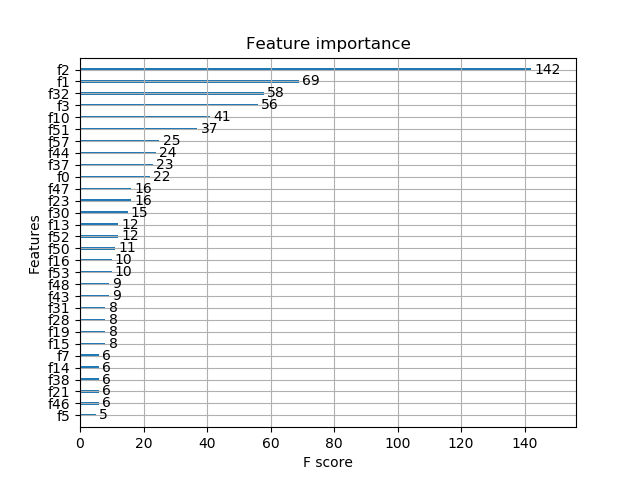 Feature importance
f2 142
f1 69
f32 58
f3 56
f10 41
f51 37
f57 25
f44 24
f37 23
f0 22
f47 16
f23 16
f30 15
f13 12
f52 12
f50 11
f16 10
f53 10
f48 9
f43 9
f31 8
f28 8
f19 8
f15 8
f7 6
f14 6
f38 6
f21 6
f46 6
f5 5
Features
0 20 40 60 80 100 120 140
F score